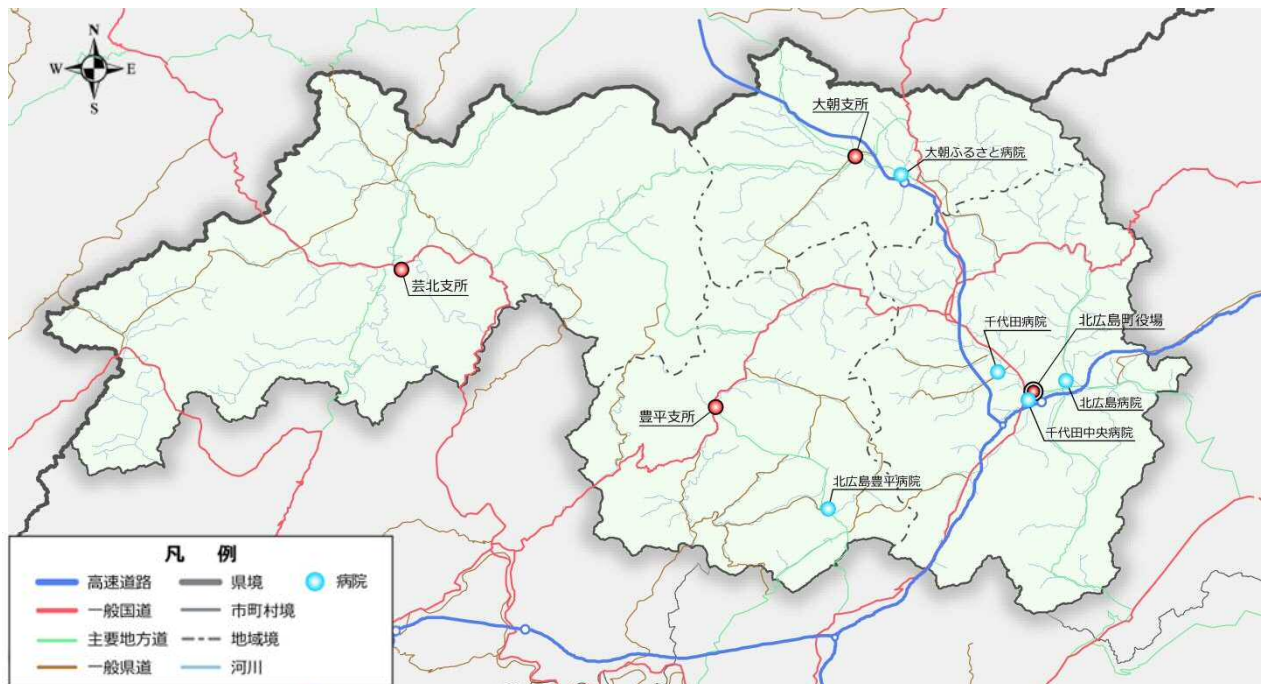 N
W
E
S
大朝支所
大朝ふるさと病院
芸北支所
千代田病院
北広島町役場
豊平支所
北広島病院
千代田中央病院
北広島豊平病院
凡 例
高速道路
県境
病院
一般国道
市町村境
主要地方道
地域境
一般県道
河川